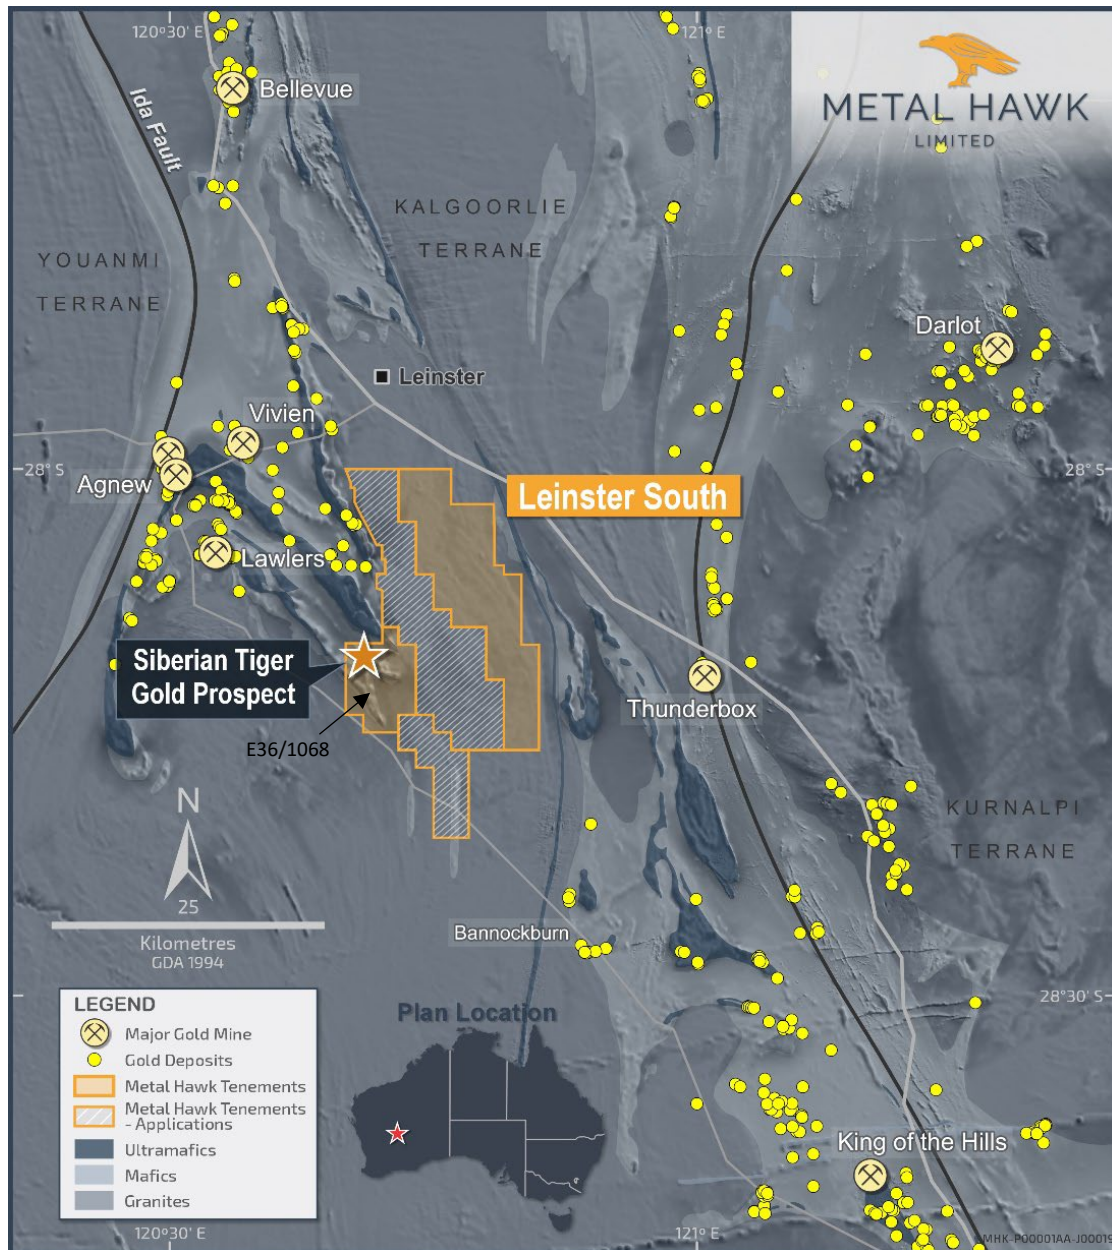 120°30' E
121° E
METAL HAWK
LIMITED
Bellevue
Ida Fault
KALGOORLIE
TERRANE
YOUANMI
TERRANE
Darlot
Leinster
Vivien
28° S
28° S
Agnew
Leinster South
Lawlers
Siberian Tiger
Gold Prospect
E36/1068
Thunderbox
N
KURNALPI
TERRANE
25
Kilometres
GDA 1994
Bannockburn
28°30' S
LEGEND
Major Gold Mine
Gold Deposits
Metal Hawk Tenements
Metal Hawk Tenements
- Applications
Ultramafics
Mafics
Granites
Plan Location
King of the Hills
120°30' E
121° E
MHK-P00001AA-J00019